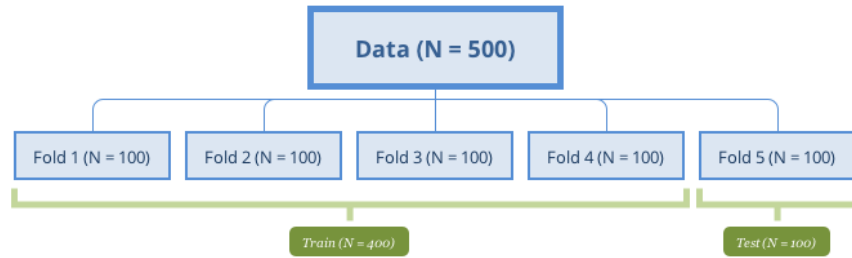 Data (N = 500)
Fold 1 (N = 100)
Fold 2 (N = 100)
Fold 3 (N = 100)
Fold 4 (N = 100)
Fold 5 (N = 100)
Train (N = 400)
Test (N = 100)